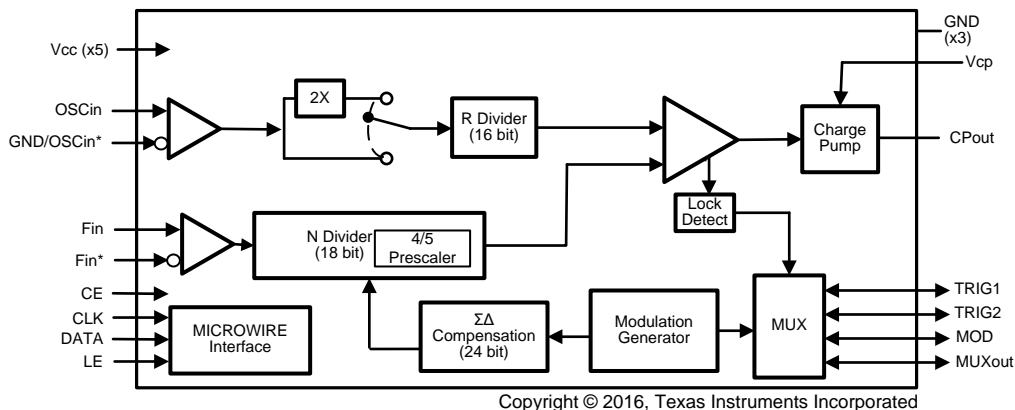 GND
(x3)
Vcc (x5)
Vcp
OSCin
GND/OSCin*
2X
R Divider
(16 bit)
Charge
Pump
CPout
Lock
Detect
Fin
Fin*
N Divider
(18 bit)
4/5
Prescaler
CE
CLK
DATA
LE
MICROWIRE
Interface
ΣΔ
Compensation
(24 bit)
Modulation
Generator
MUX
TRIG1
TRIG2
MOD
MUXout
Copyright © 2016, Texas Instruments Incorporated